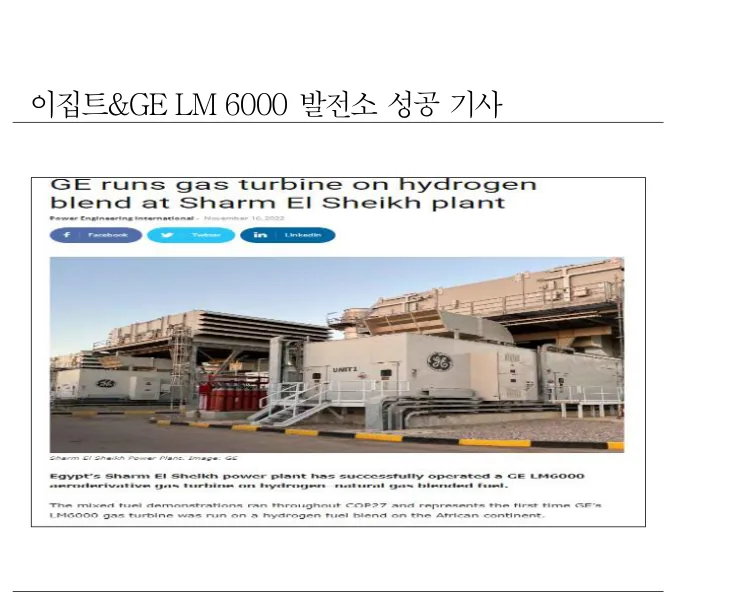 이집트&GE LM 6000 발전소 성공 기사
GE runs gas turbine on hydrogen
blend at Sharm El Sheikh plant
Power Engineering International - November 10, 2022
Facebook
Twitter
Linkedin
UNIT1
GE
GE
Sharm El Sheikh Power Plant. Image: GE
Egypt's Sharm El Sheikh power plant has successfully operated a GE LM6000
aeroderivative gas turbine on hydrogen- natural gas blended fuel.
The mixed fuel demonstrations ran throughout COP27 and represents the first time GE's
LM6000 gas turbine was run on a hydrogen fuel blend on the African continent.